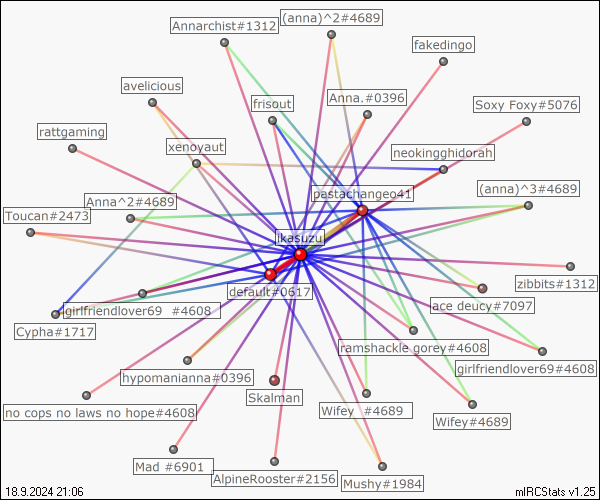 Annarchist#1312
(anna)^2#4689
fakedingo
avelicious
frisout
Anna.#0396
Soxy Foxy#5076
rattgaming
xenoyaut
neokingghidorah
Anna^2#4689
pastachangeo41
(anna)^3#4689
Toucan#2473
ikasuzu
zibbits#1312
default#0617
ace deucy#7097
girlfriendlover69 #4608
Cypha#1717
ramshackle gorey#4608
girlfriendlover69#4608
hypomanianna#0396
Skalman
no cops no laws no hope#4608
Wifey #4689
Wifey#4689
Mad #6901
AlpineRooster#2156
Mushy#1984
18.9.2024 21:06
mIRCStats v1.25